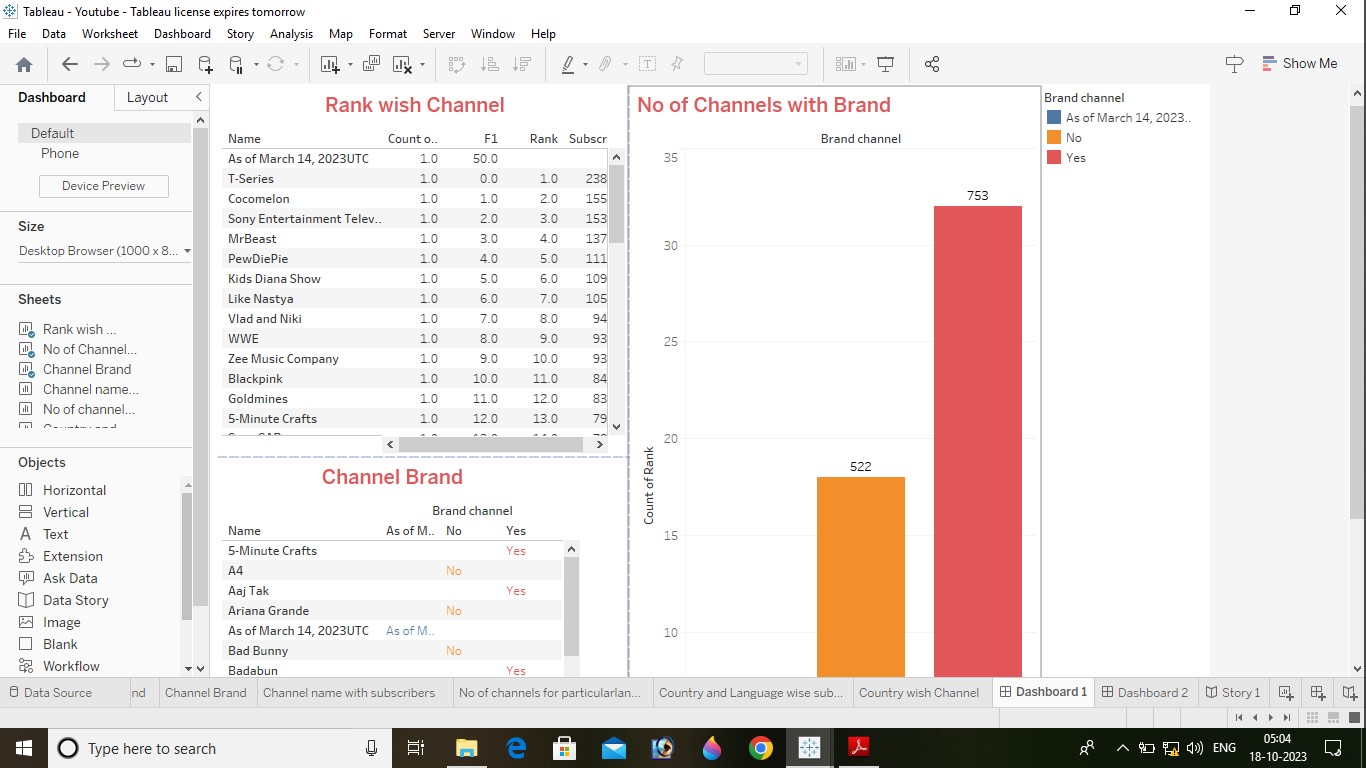 Tableau - Youtube - Tableau license expires tomorrow
File Data Worksheet Dashboard Story Analysis Map Format Server Window Help
Show Me
Dashboard Layout
Default
Phone
Device Preview
Size
Desktop Browser (1000 x 8...
Sheets
Rank wish ...
No of Channel...
Channel Brand
Channel name...
No of channel...
Objects
Horizontal
Vertical
Text
Extension
Ask Data
Data Story
Image
Blank
Workflow
Rank wish Channel
Name Count o.. F1 Rank Subscr
As of March 14, 2023UTC 1.0 50.0
T-Series 1.0 0.0 1.0 238
Cocomelon 1.0 1.0 2.0 155
Sony Entertainment Telev.. 1.0 2.0 3.0 153
MrBeast 1.0 3.0 4.0 137
PewDiePie 1.0 4.0 5.0 111
Kids Diana Show 1.0 5.0 6.0 109
Like Nastya 1.0 6.0 7.0 105
Vlad and Niki 1.0 7.0 8.0 94
WWE 1.0 8.0 9.0 93
Zee Music Company 1.0 9.0 10.0 93
Blackpink 1.0 10.0 11.0 84
Goldmines 1.0 11.0 12.0 83
5-Minute Crafts 1.0 12.0 13.0 79
Channel Brand
Brand channel
Name As of M.. No Yes
5-Minute Crafts Yes
A4 No
Aaj Tak Yes
Ariana Grande No
As of March 14, 2023UTC As of M..
Bad Bunny No
Badabun Yes
No of Channels with Brand
Brand channel
35
753
30
25
20
522
15
10
Count of Rank
Brand channel
As of March 14, 2023..
No
Yes
Data Source nd Channel Brand Channel name with subscribers No of channels for particularlan... Country and Language wise sub... Country wish Channel Dashboard 1 Dashboard 2 Story 1
Type here to search
ENG
05:04
18-10-2023